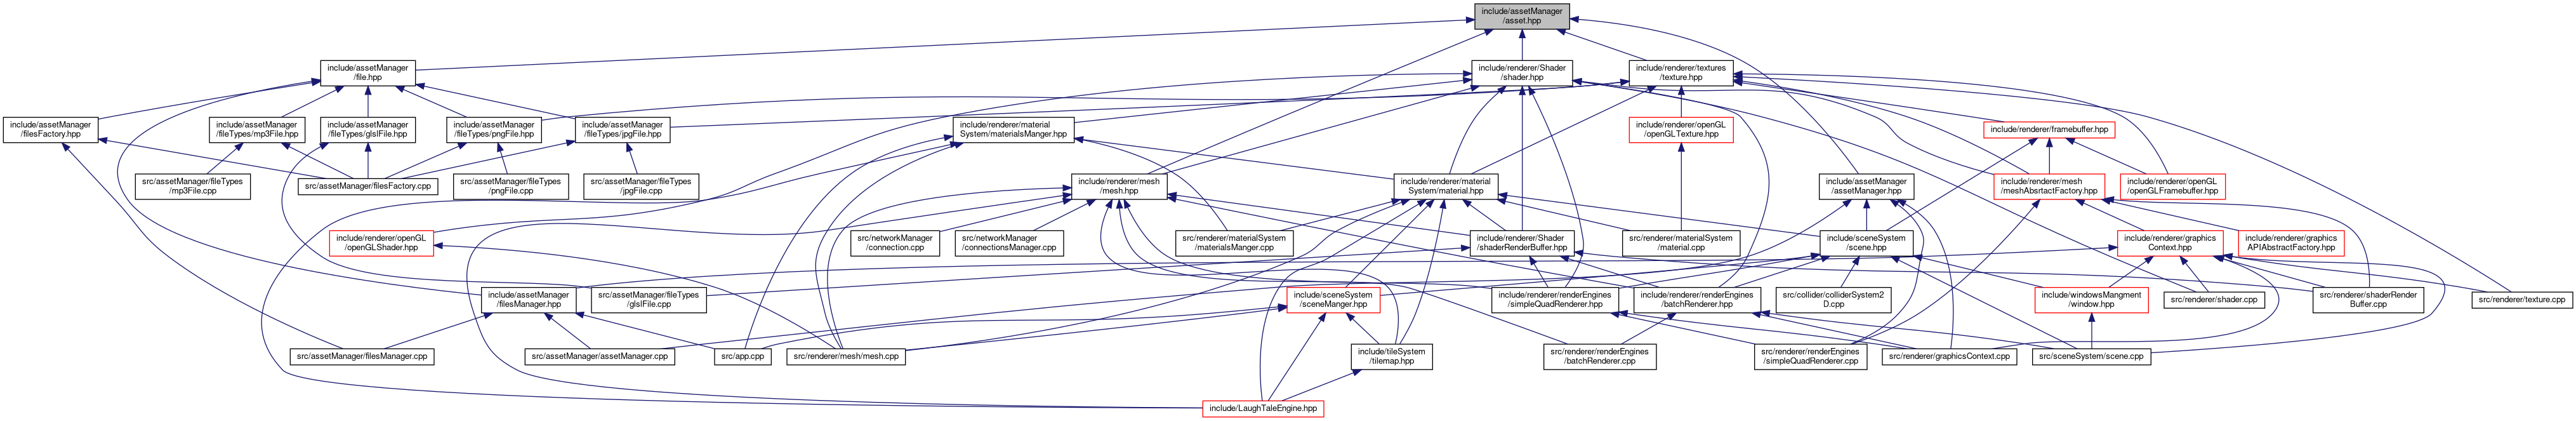 include/assetManager
/asset.hpp
include/assetManager
/file.hpp
include/renderer/Shader
/shader.hpp
include/renderer/textures
/texture.hpp
include/assetManager
/filesFactory.hpp
include/assetManager
/fileTypes/mp3File.hpp
include/assetManager
/fileTypes/glslFile.hpp
include/assetManager
/fileTypes/pngFile.hpp
include/assetManager
/fileTypes/jpgFile.hpp
include/renderer/material
System/materialsManger.hpp
include/renderer/openGL
/openGLTexture.hpp
include/renderer/framebuffer.hpp
src/assetManager/fileTypes
/mp3File.cpp
src/assetManager/filesFactory.cpp
src/assetManager/fileTypes
/pngFile.cpp
src/assetManager/fileTypes
/jpgFile.cpp
include/renderer/mesh
/mesh.hpp
include/renderer/material
System/material.hpp
include/assetManager
/assetManager.hpp
include/renderer/mesh
/meshAbsrtactFactory.hpp
include/renderer/openGL
/openGLFramebuffer.hpp
include/renderer/openGL
/openGLShader.hpp
src/networkManager
/connection.cpp
src/networkManager
/connectionsManager.cpp
src/renderer/materialSystem
/materialsManger.cpp
include/renderer/Shader
/shaderRenderBuffer.hpp
src/renderer/materialSystem
/material.cpp
include/sceneSystem
/scene.hpp
include/renderer/graphics
Context.hpp
include/renderer/graphics
APIAbstractFactory.hpp
include/assetManager
/filesManager.hpp
src/assetManager/fileTypes
/glslFile.cpp
include/sceneSystem
/sceneManager.hpp
include/renderer/renderEngines
/simpleQuadRenderer.hpp
include/renderer/renderEngines
/batchRenderer.hpp
src/collider/colliderSystem2
D.cpp
include/windowsMangment
/window.hpp
src/renderer/shader.cpp
src/renderer/shaderRender
Buffer.cpp
src/renderer/texture.cpp
src/assetManager/filesManager.cpp
src/assetManager/assetManager.cpp
src/app.cpp
src/renderer/mesh/mesh.cpp
include/tileSystem
/tilemap.hpp
src/renderer/renderEngines
/batchRenderer.cpp
src/renderer/renderEngines
/simpleQuadRenderer.cpp
src/renderer/graphicsContext.cpp
src/sceneSystem/scene.cpp
include/LaughTaleEngine.hpp